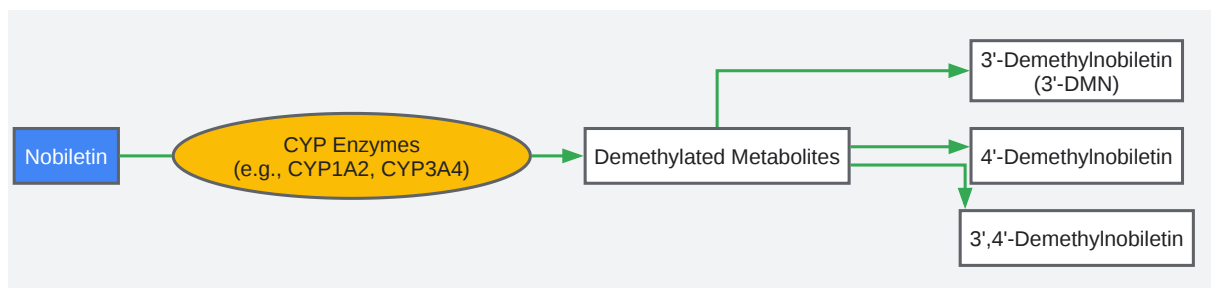 Nobiletin
CYP Enzymes
(e.g., CYP1A2, CYP3A4)
Demethylated Metabolites
3'-Demethylnobiletin
(3'-DMN)
4'-Demethylnobiletin
3',4'-Demethylnobiletin